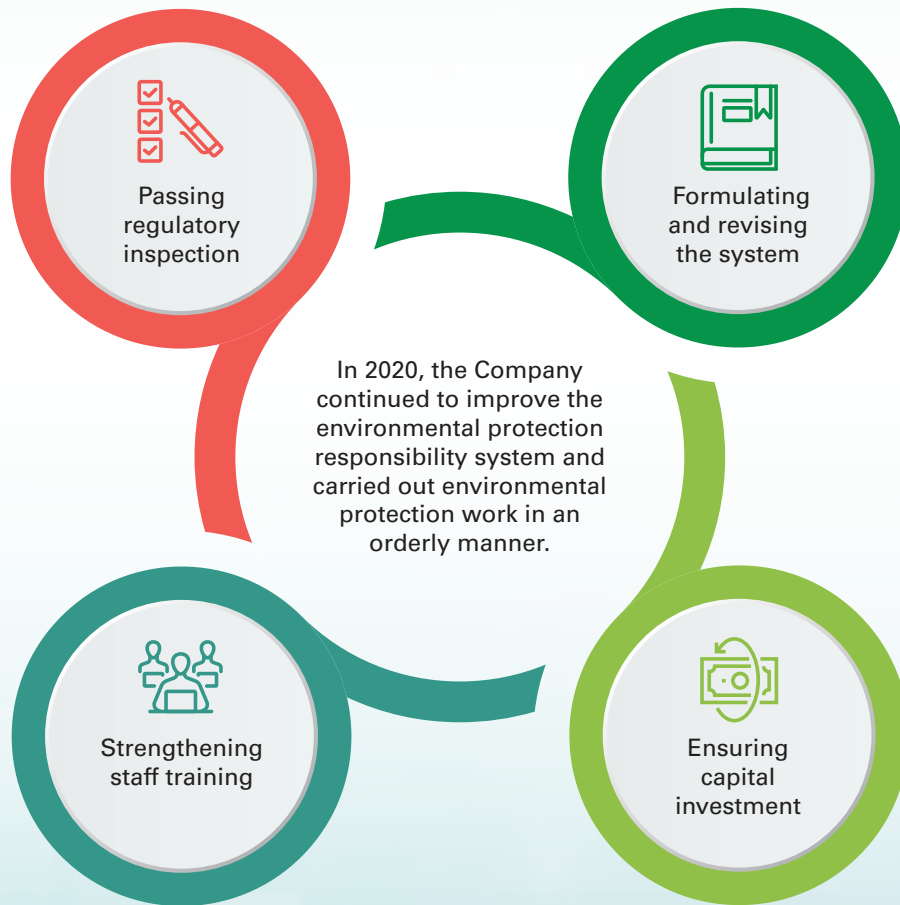 Passing
regulatory
inspection
Formulating
and revising
the system
In 2020, the Company
continued to improve the
environmental protection
responsibility system and
carried out environmental
protection work in an
orderly manner.
Strengthening
staff training
Ensuring
capital
investment